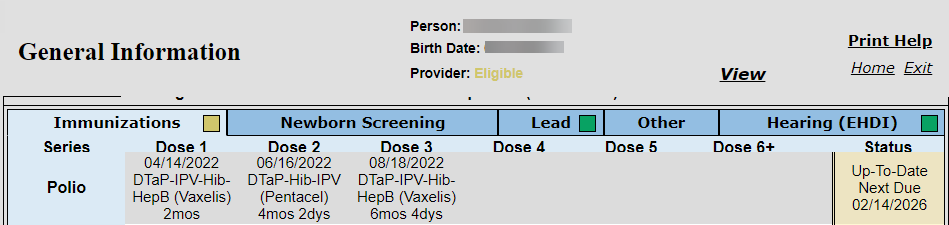 Person:
Birth Date:
General Information
Print Help
Provider: Eligible
View
Home Exit
Immunizations Newborn Screening Lead Other Hearing (EHDI)
Series Dose 1 Dose 2 Dose 3 Dose 4 Dose 5 Dose 6+ Status
Polio
04/14/2022
DTaP-IPV-Hib-
HepB (Vaxelis)
2mos
06/16/2022
DTaP-Hib-IPV
(Pentacel)
4mos 2dys
08/18/2022
DTaP-IPV-Hib-
HepB (Vaxelis)
6mos 4dys
Up-To-Date
Next Due
02/14/2026